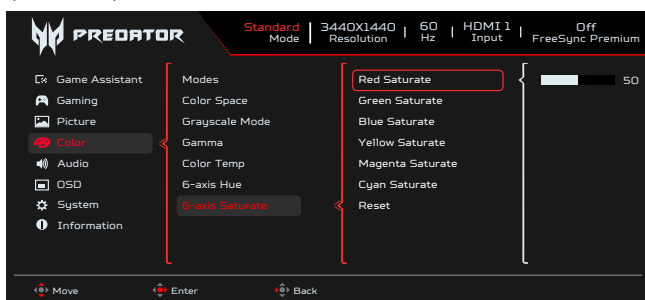 PREDATOR
Standard Mode
3440X1440 Resolution
60 Hz
HDMI 1 Input
Off FreeSync Premium
Game Assistant
Gaming
Picture
Color
Audio
OSD
System
Information
Modes
Color Space
Grayscale Mode
Gamma
Color Temp
6-axis Hue
6-axis Saturate
Red Saturate
Green Saturate
Blue Saturate
Yellow Saturate
Magenta Saturate
Cyan Saturate
Reset
50
Move
Enter
Back